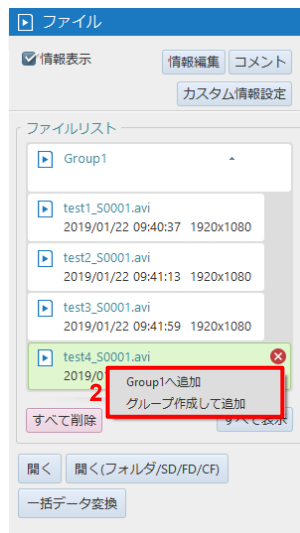 ファイル
情報表示
情報編集 コメント
カスタム情報設定
ファイルリスト
Group1
test1_S0001.avi
2019/01/22 09:40:37 1920x1080
test2_S0001.avi
2019/01/22 09:41:13 1920x1080
test3_S0001.avi
2019/01/22 09:41:59 1920x1080
test4_S0001.avi
2019/0
2
Group1へ追加
グループ作成して追加
すべて削除 すべて表示
開く 開く(フォルダ/SD/FD/CF)
一括データ変換